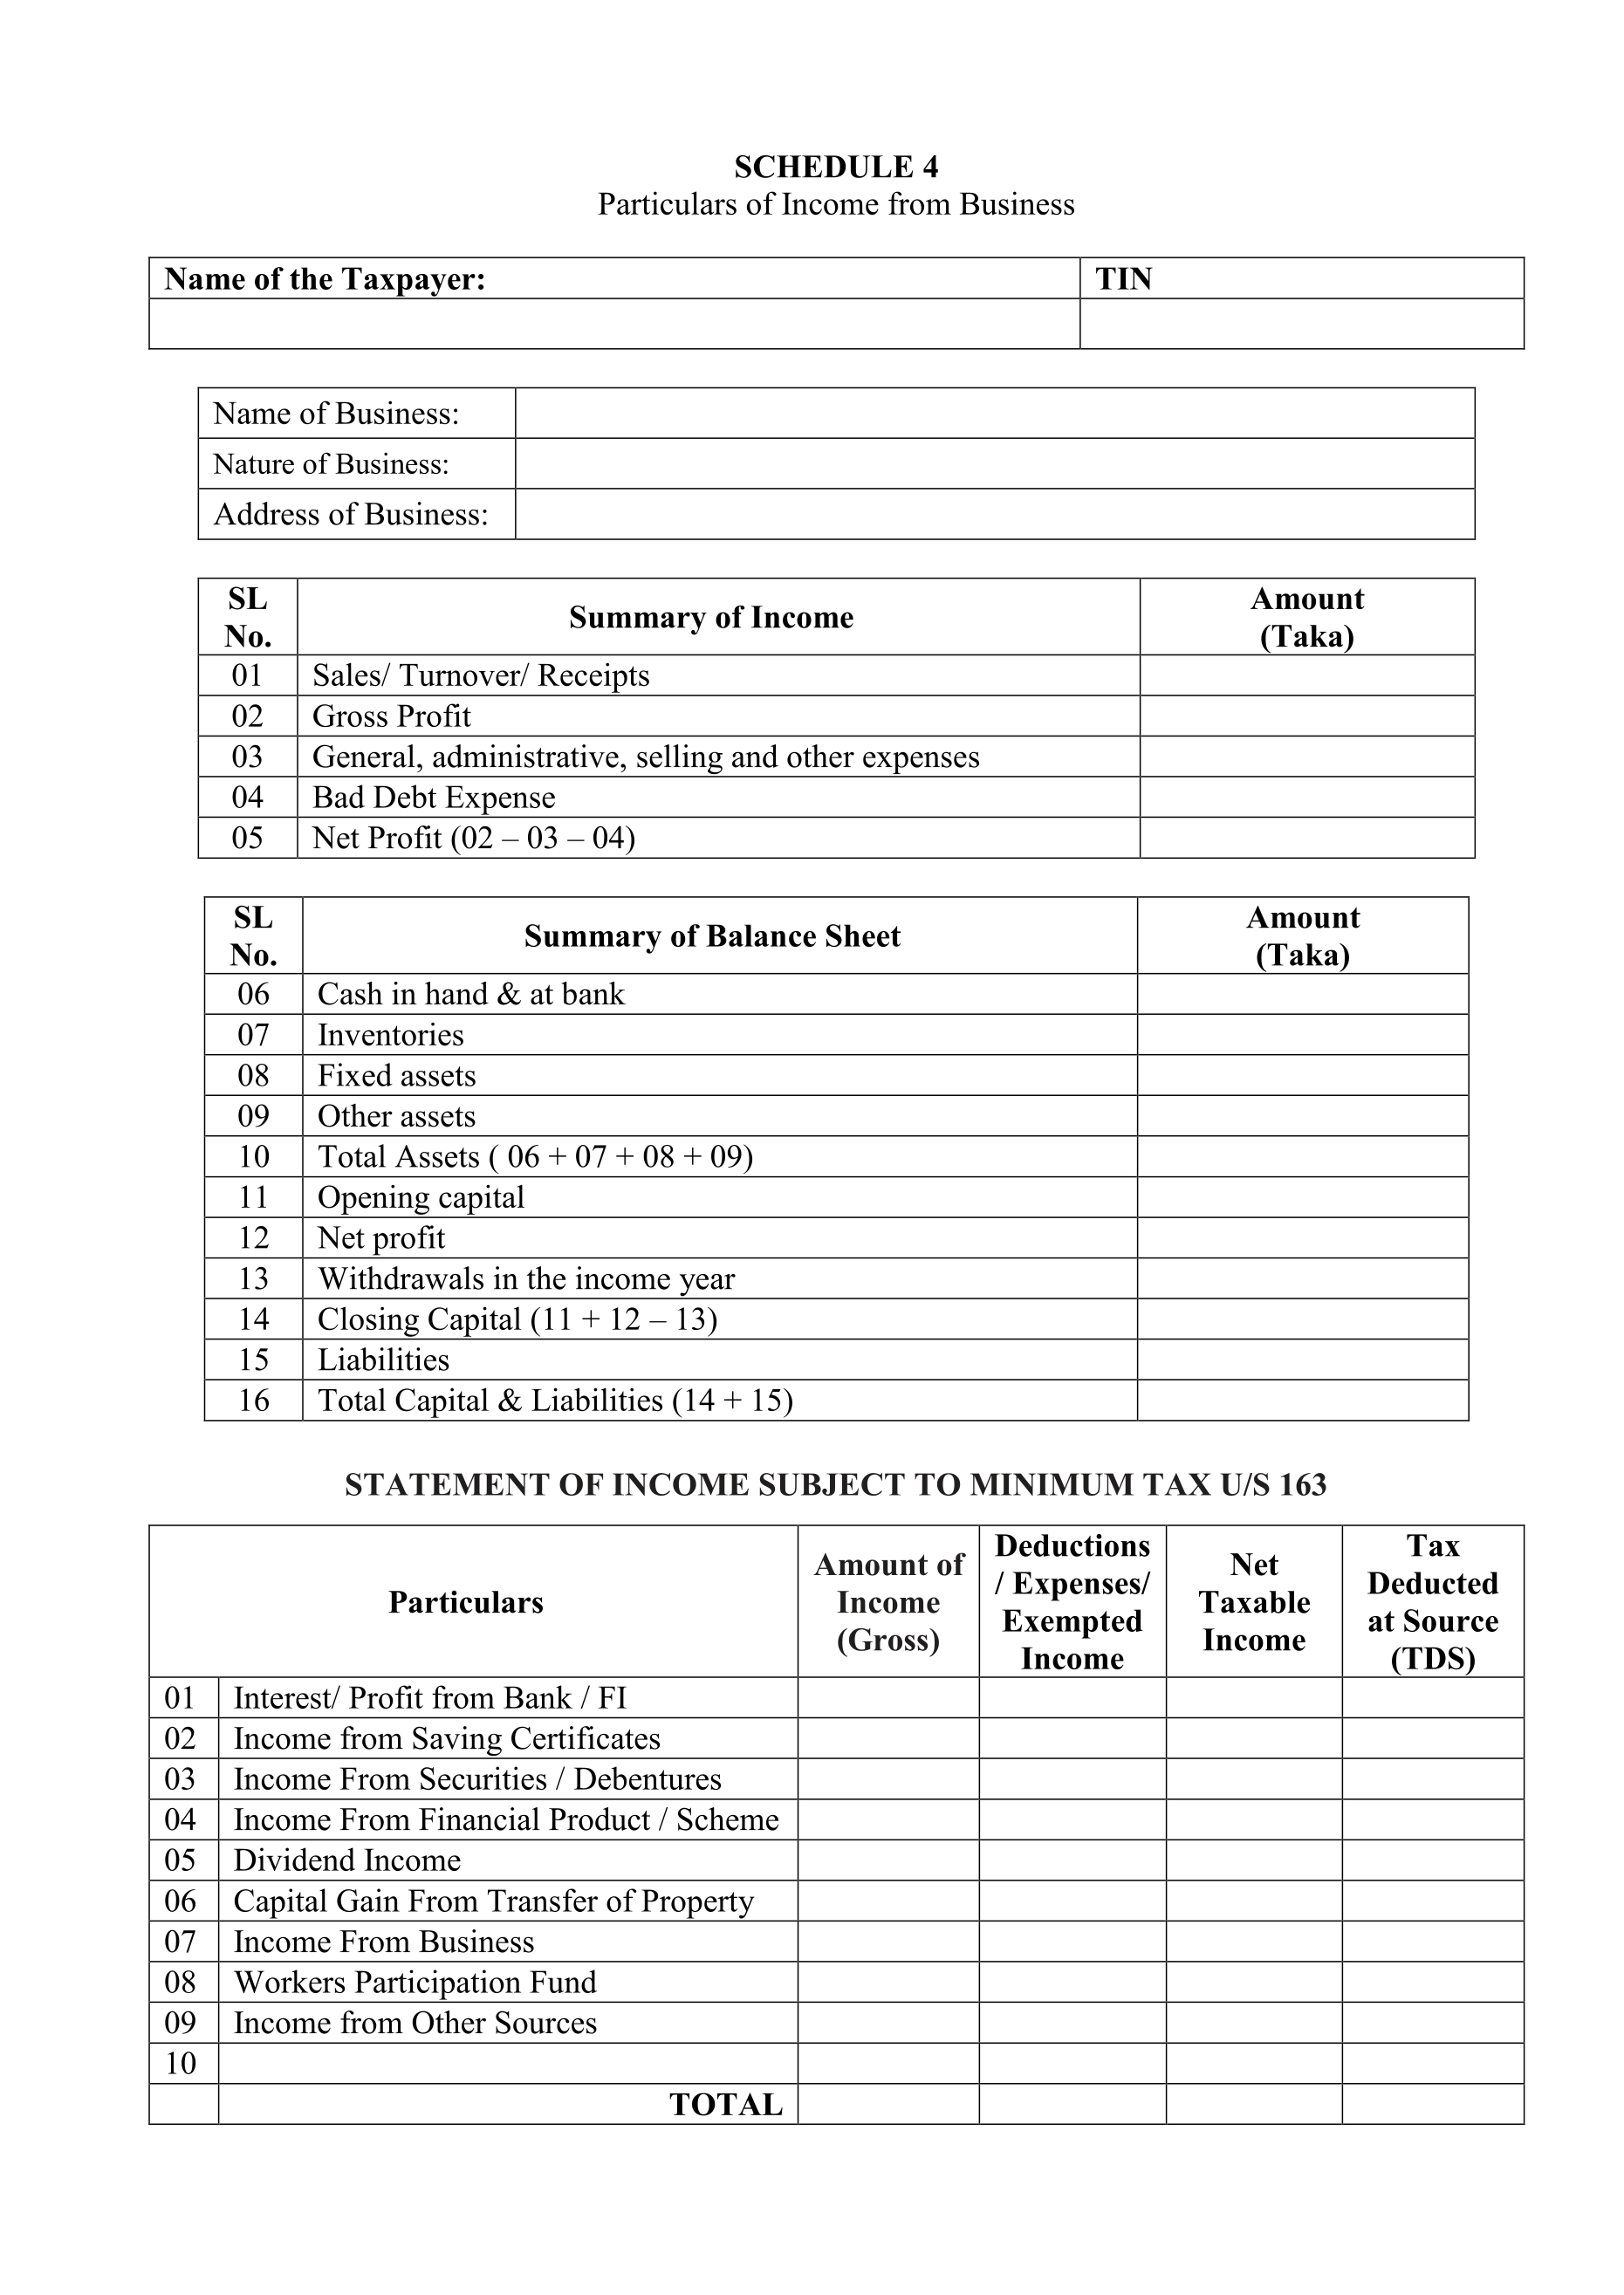 SCHEDULE 4
Particulars of Income from Business
Name of the Taxpayer: TIN
Name of Business:
Nature of Business:
Address of Business:
SL No. Summary of Income Amount (Taka)
01 Sales/ Turnover/ Receipts
02 Gross Profit
03 General, administrative, selling and other expenses
04 Bad Debt Expense
05 Net Profit (02 – 03 – 04)
SL No. Summary of Balance Sheet Amount (Taka)
06 Cash in hand & at bank
07 Inventories
08 Fixed assets
09 Other assets
10 Total Assets ( 06 + 07 + 08 + 09)
11 Opening capital
12 Net profit
13 Withdrawals in the income year
14 Closing Capital (11 + 12 – 13)
15 Liabilities
16 Total Capital & Liabilities (14 + 15)
STATEMENT OF INCOME SUBJECT TO MINIMUM TAX U/S 163
Particulars Amount of Income (Gross) Deductions / Expenses/ Exempted Income Net Taxable Income Tax Deducted at Source (TDS)
01 Interest/ Profit from Bank / FI
02 Income from Saving Certificates
03 Income From Securities / Debentures
04 Income From Financial Product / Scheme
05 Dividend Income
06 Capital Gain From Transfer of Property
07 Income From Business
08 Workers Participation Fund
09 Income from Other Sources
10
TOTAL